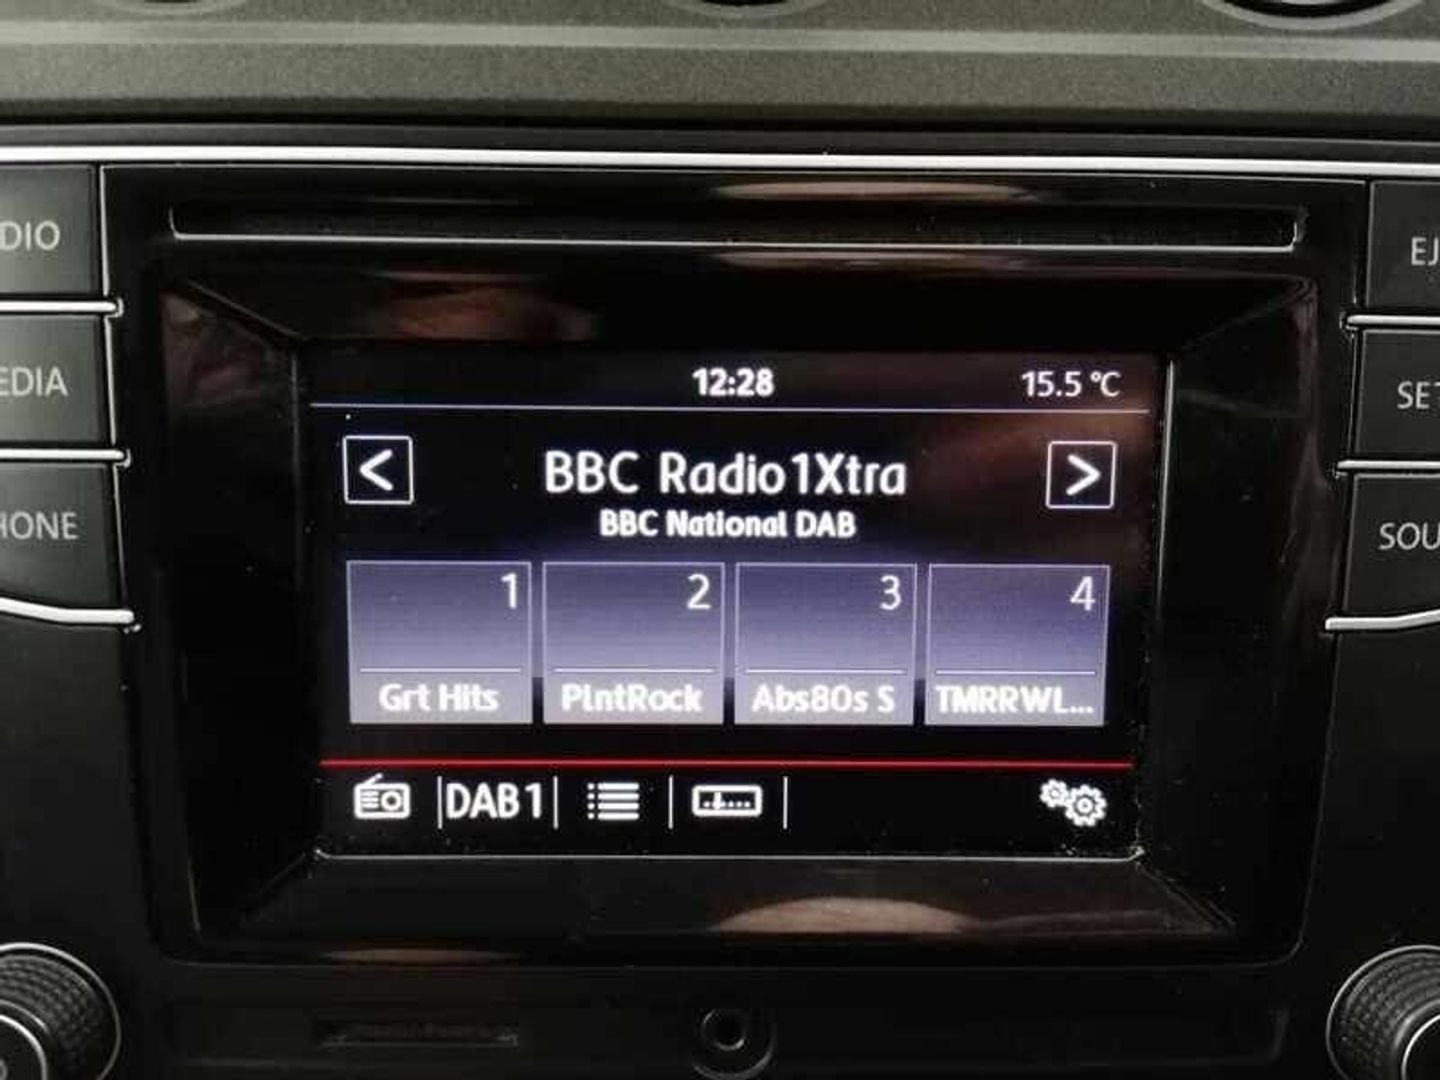 DIO
EJ
EDIA
SET
HONE
SOU
12:28 15.5 °C
< BBC Radio 1Xtra >
BBC National DAB
1 2 3 4
Grt Hits PlntRock Abs80s S TMRRWL...
DAB1